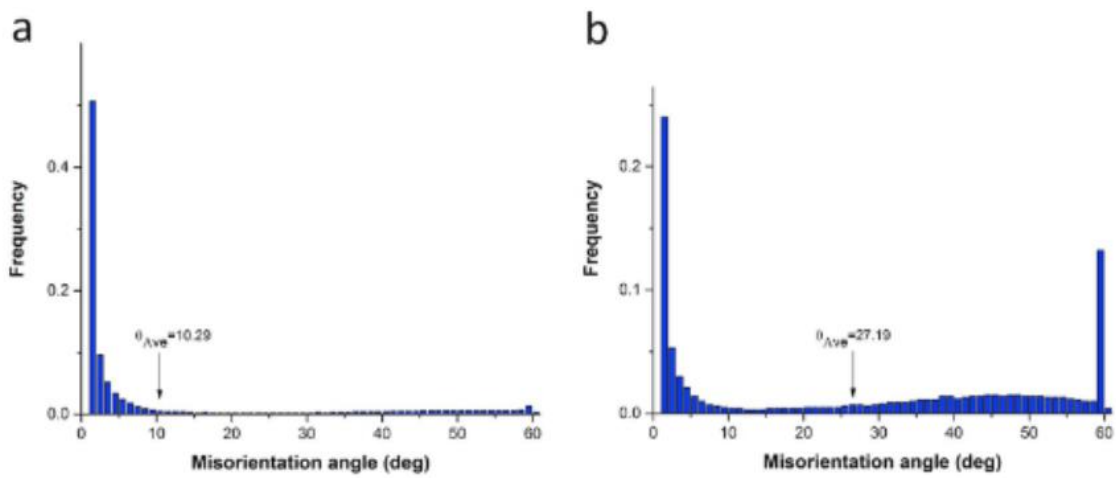 a
b
Frequency
0.4
0.2
0.0
θAve=10.29
0 10 20 30 40 50 60
Misorientation angle (deg)
Frequency
0.2
0.1
0.0
θAve=27.19
0 10 20 30 40 50 60
Misorientation angle (deg)